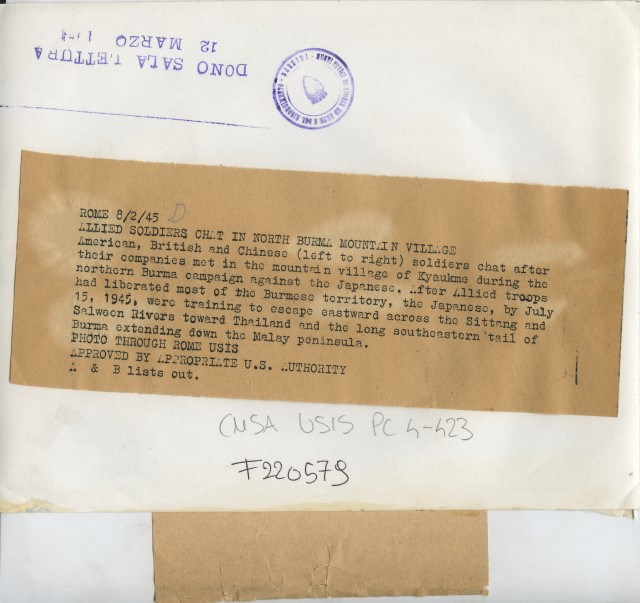 DONO SALA LETTURA
12 MARZO
ROME 8/2/45 D
ALLIED SOLDIERS CHAT IN NORTH BURMA MOUNTAIN VILLAGE
American, British and Chinese (left to right) soldiers chat after
their companies met in the mountain village of Kyaukme during the
northern Burma campaign against the Japanese. After Allied troops
had liberated most of the Burmese territory, the Japanese, by July
15, 1945, were training to escape eastward across the Sittang and
Salween Rivers toward Thailand and the long southeastern tail of
Burma extending down the Malay peninsula.
PHOTO THROUGH ROME USIS
APPROVED BY APPROPRIATE U.S. AUTHORITY
A & B lists out.
CMSA USIS PC 4-423
F220579